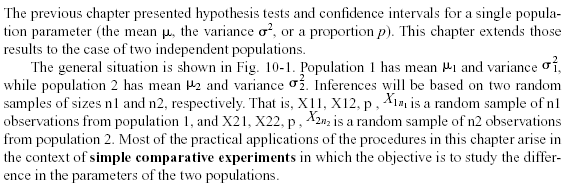 The previous chapter presented hypothesis tests and confidence intervals for a single popula-
tion parameter (the mean μ, the variance σ², or a proportion p). This chapter extends those
results to the case of two independent populations.
The general situation is shown in Fig. 10-1. Population 1 has mean μ₁ and variance σ₁²,
while population 2 has mean μ₂ and variance σ₂². Inferences will be based on two random
samples of sizes n1 and n2, respectively. That is, X11, X12, p , X₁ₙ₁ is a random sample of n1
observations from population 1, and X21, X22, p , X₂ₙ₂ is a random sample of n2 observations
from population 2. Most of the practical applications of the procedures in this chapter arise in
the context of simple comparative experiments in which the objective is to study the differ-
ence in the parameters of the two populations.